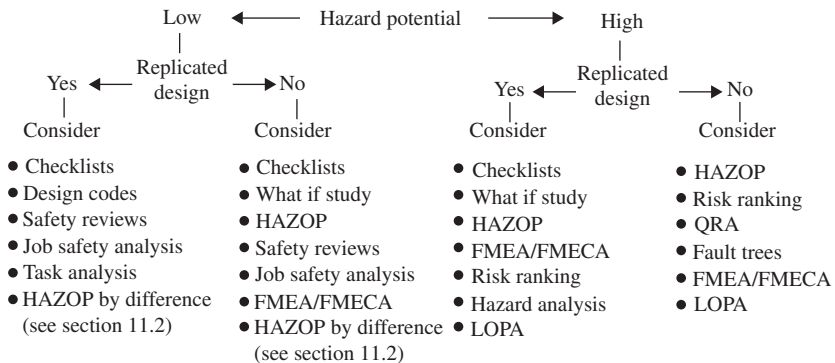 Low Hazard potential High
Yes Replicated design No
Yes Replicated design No
Consider Consider Consider Consider
• Checklists
• Design codes
• Safety reviews
• Job safety analysis
• Task analysis
• HAZOP by difference
(see section 11.2)
• Checklists
• What if study
• HAZOP
• Safety reviews
• Job safety analysis
• FMEA/FMECA
• HAZOP by difference
(see section 11.2)
• Checklists
• What if study
• HAZOP
• FMEA/FMECA
• Risk ranking
• Hazard analysis
• LOPA
• HAZOP
• Risk ranking
• QRA
• Fault trees
• FMEA/FMECA
• LOPA